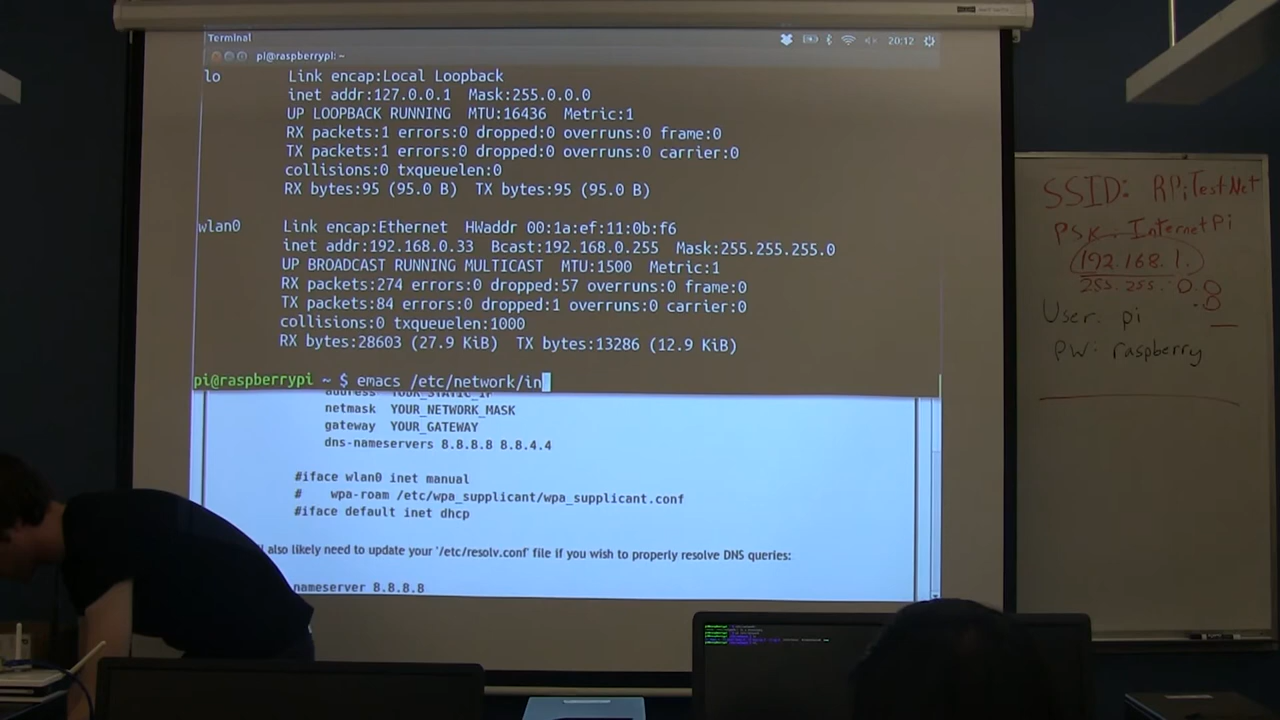 Terminal
20:12
pi@raspberrypi: ~
lo Link encap:Local Loopback
inet addr:127.0.0.1 Mask:255.0.0.0
UP LOOPBACK RUNNING MTU:16436 Metric:1
RX packets:1 errors:0 dropped:0 overruns:0 frame:0
TX packets:1 errors:0 dropped:0 overruns:0 carrier:0
collisions:0 txqueuelen:0
RX bytes:95 (95.0 B) TX bytes:95 (95.0 B)
wlan0 Link encap:Ethernet HWaddr 00:1a:ef:11:0b:f6
inet addr:192.168.0.33 Bcast:192.168.0.255 Mask:255.255.255.0
UP BROADCAST RUNNING MULTICAST MTU:1500 Metric:1
RX packets:274 errors:0 dropped:57 overruns:0 frame:0
TX packets:84 errors:0 dropped:1 overruns:0 carrier:0
collisions:0 txqueuelen:1000
RX bytes:28603 (27.9 KiB) TX bytes:13286 (12.9 KiB)
pi@raspberrypi ~ $ emacs /etc/network/in
address YOUR_STATIC_IP
netmask YOUR_NETWORK_MASK
gateway YOUR_GATEWAY
dns-nameservers 8.8.8.8 8.8.4.4
#iface wlan0 inet manual
# wpa-roam /etc/wpa_supplicant/wpa_supplicant.conf
#iface default inet dhcp
also likely need to update your '/etc/resolv.conf' file if you wish to properly resolve DNS queries:
nameserver 8.8.8.8
SSID: RPiTestNet
PSK: InternetPi
192.168.1.
255.255.
User: pi
PW: raspberry